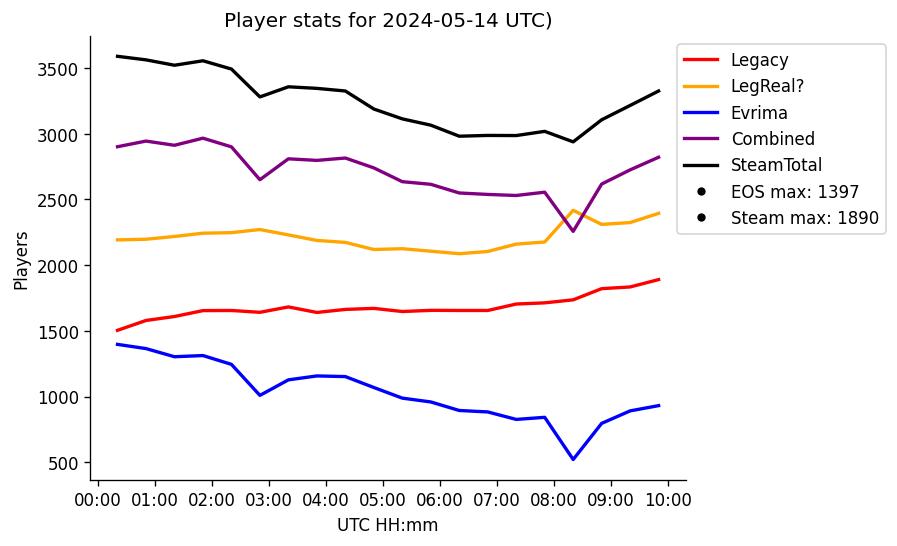 Player stats for 2024-05-14 UTC)
Legacy
LegReal?
Evrima
Combined
SteamTotal
EOS max: 1397
Steam max: 1890
Players
3500
3000
2500
2000
1500
1000
500
00:00 01:00 02:00 03:00 04:00 05:00 06:00 07:00 08:00 09:00 10:00
UTC HH:mm